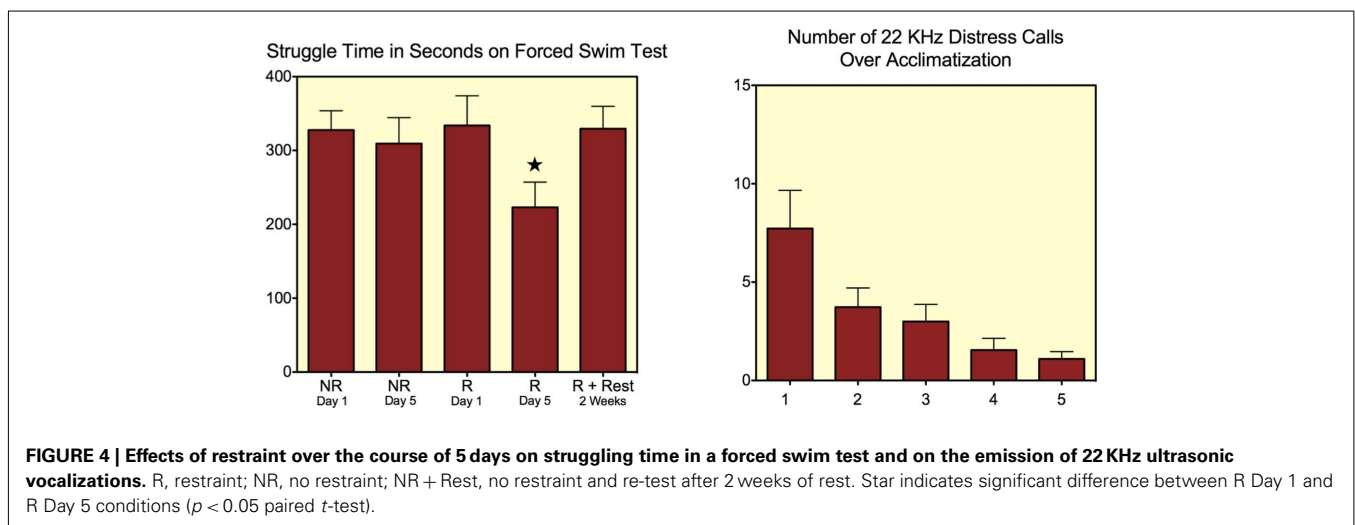 Struggle Time in Seconds on Forced Swim Test
400
300
200
100
0
★
NR
Day 1
NR
Day 5
R
Day 1
R
Day 5
R + Rest
2 Weeks
Number of 22 KHz Distress Calls
Over Acclimatization
15
10
5
0
1 2 3 4 5
FIGURE 4 | Effects of restraint over the course of 5 days on struggling time in a forced swim test and on the emission of 22 KHz ultrasonic
vocalizations. R, restraint; NR, no restraint; NR + Rest, no restraint and re-test after 2 weeks of rest. Star indicates significant difference between R Day 1 and
R Day 5 conditions (p < 0.05 paired t-test).